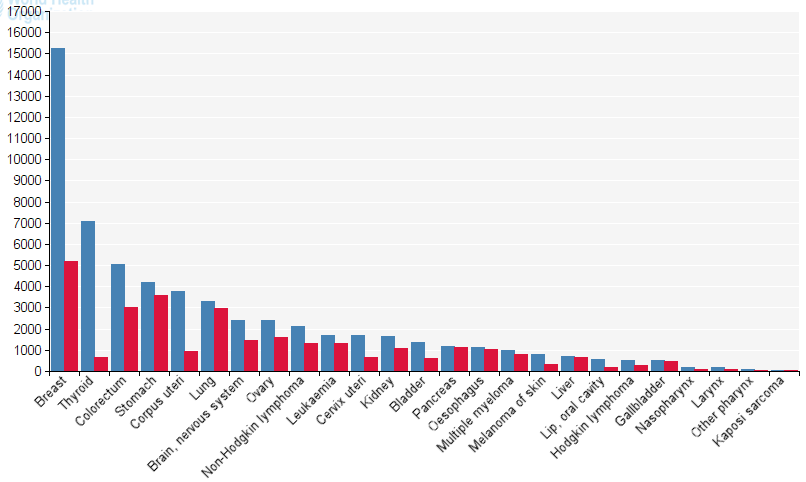 World Health
Organization
17000
16000
15000
14000
13000
12000
11000
10000
9000
8000
7000
6000
5000
4000
3000
2000
1000
0
Breast
Thyroid
Colorectum
Stomach
Corpus uteri
Lung
Brain, nervous system
Ovary
Non-Hodgkin lymphoma
Leukaemia
Cervix uteri
Kidney
Bladder
Pancreas
Oesophagus
Multiple myeloma
Melanoma of skin
Liver
Lip, oral cavity
Hodgkin lymphoma
Gallbladder
Nasopharynx
Larynx
Other pharynx
Kaposi sarcoma